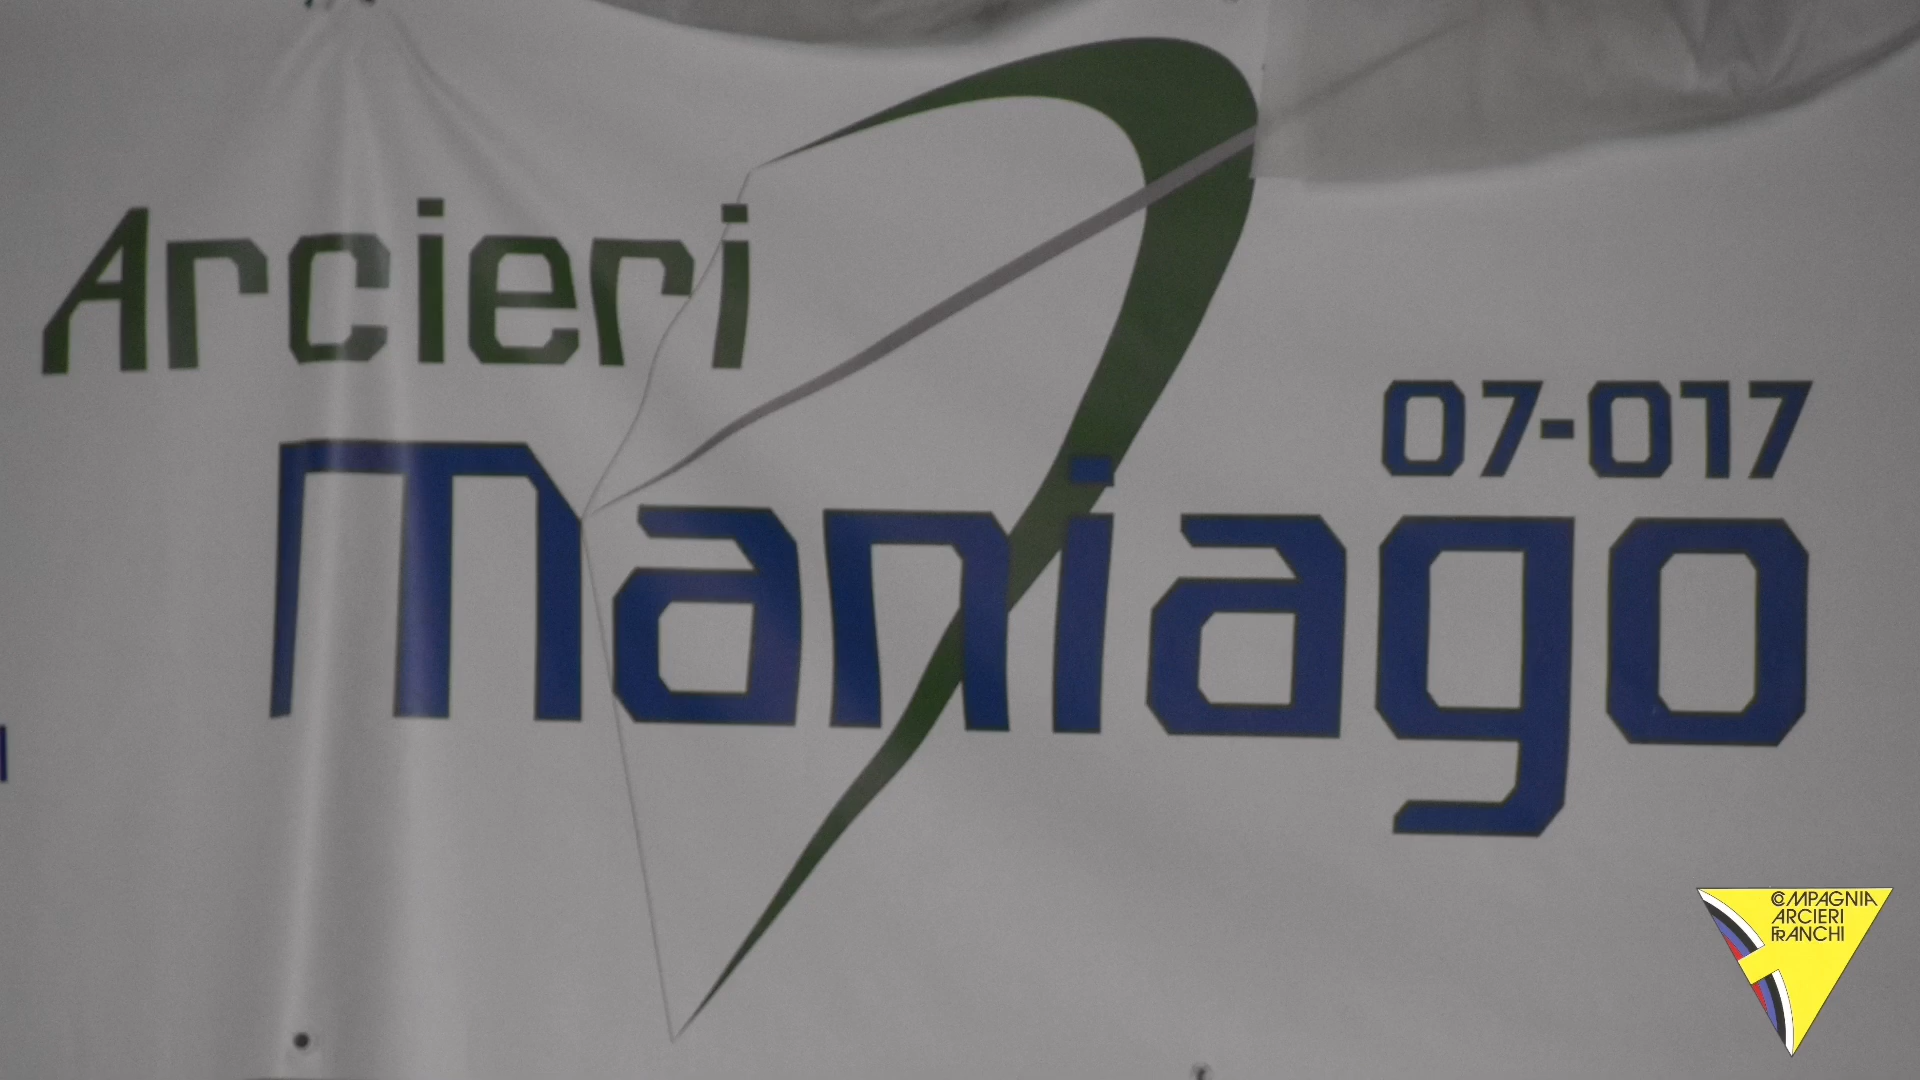 Arcieri
07-017
Maniago
COMPAGNIA
ARCIERI
FRANCHI